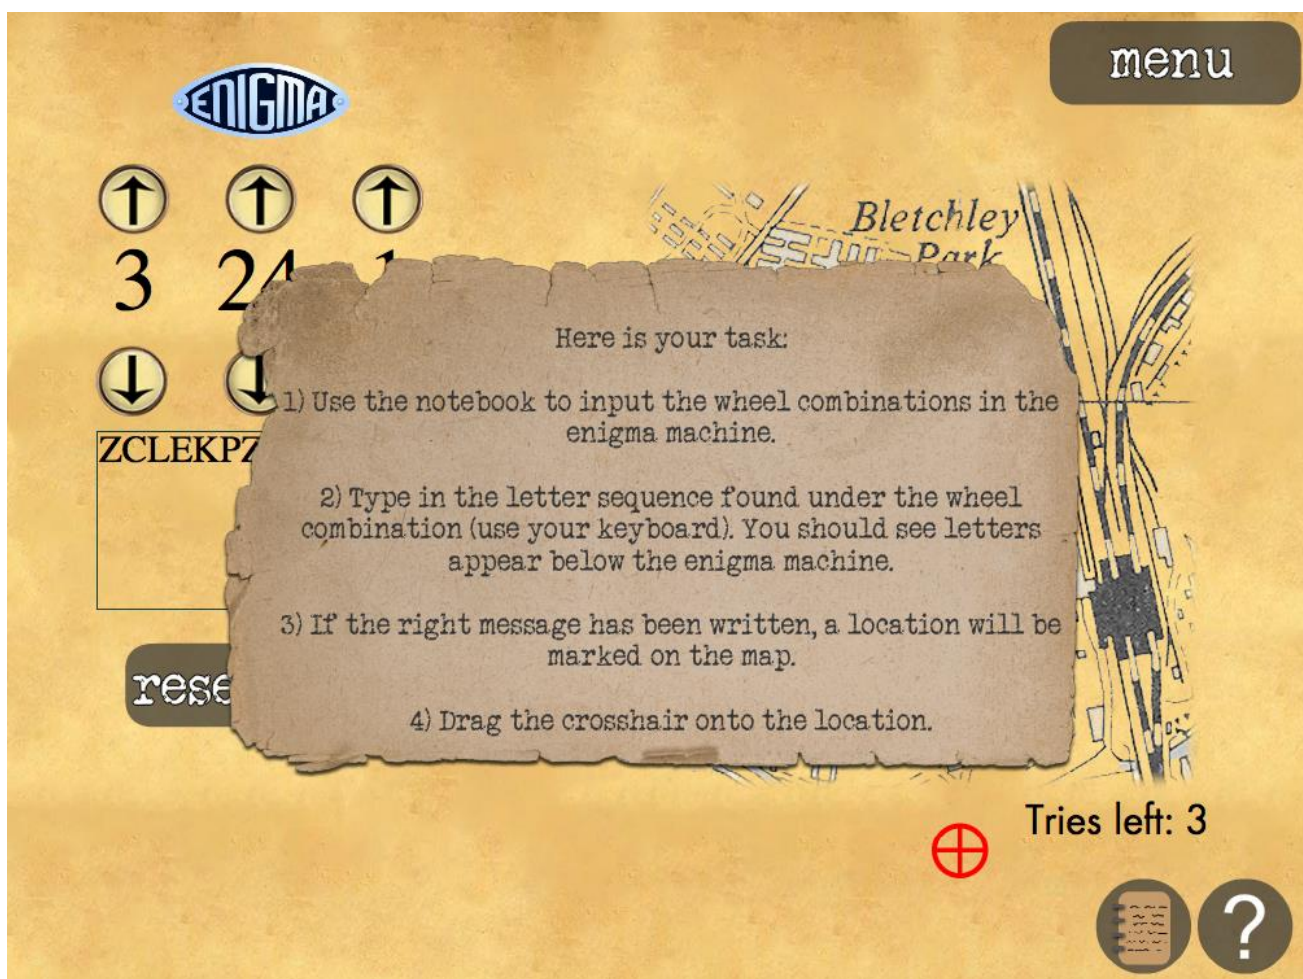 menu
ENIGMA
3 24 1
Bletchley
Park
Here is your task:
1) Use the notebook to input the wheel combinations in the
enigma machine.
ZCLEKPZ
2) Type in the letter sequence found under the wheel
combination (use your keyboard). You should see letters
appear below the enigma machine.
3) If the right message has been written, a location will be
marked on the map.
rese
4) Drag the crosshair onto the location.
Tries left: 3
?